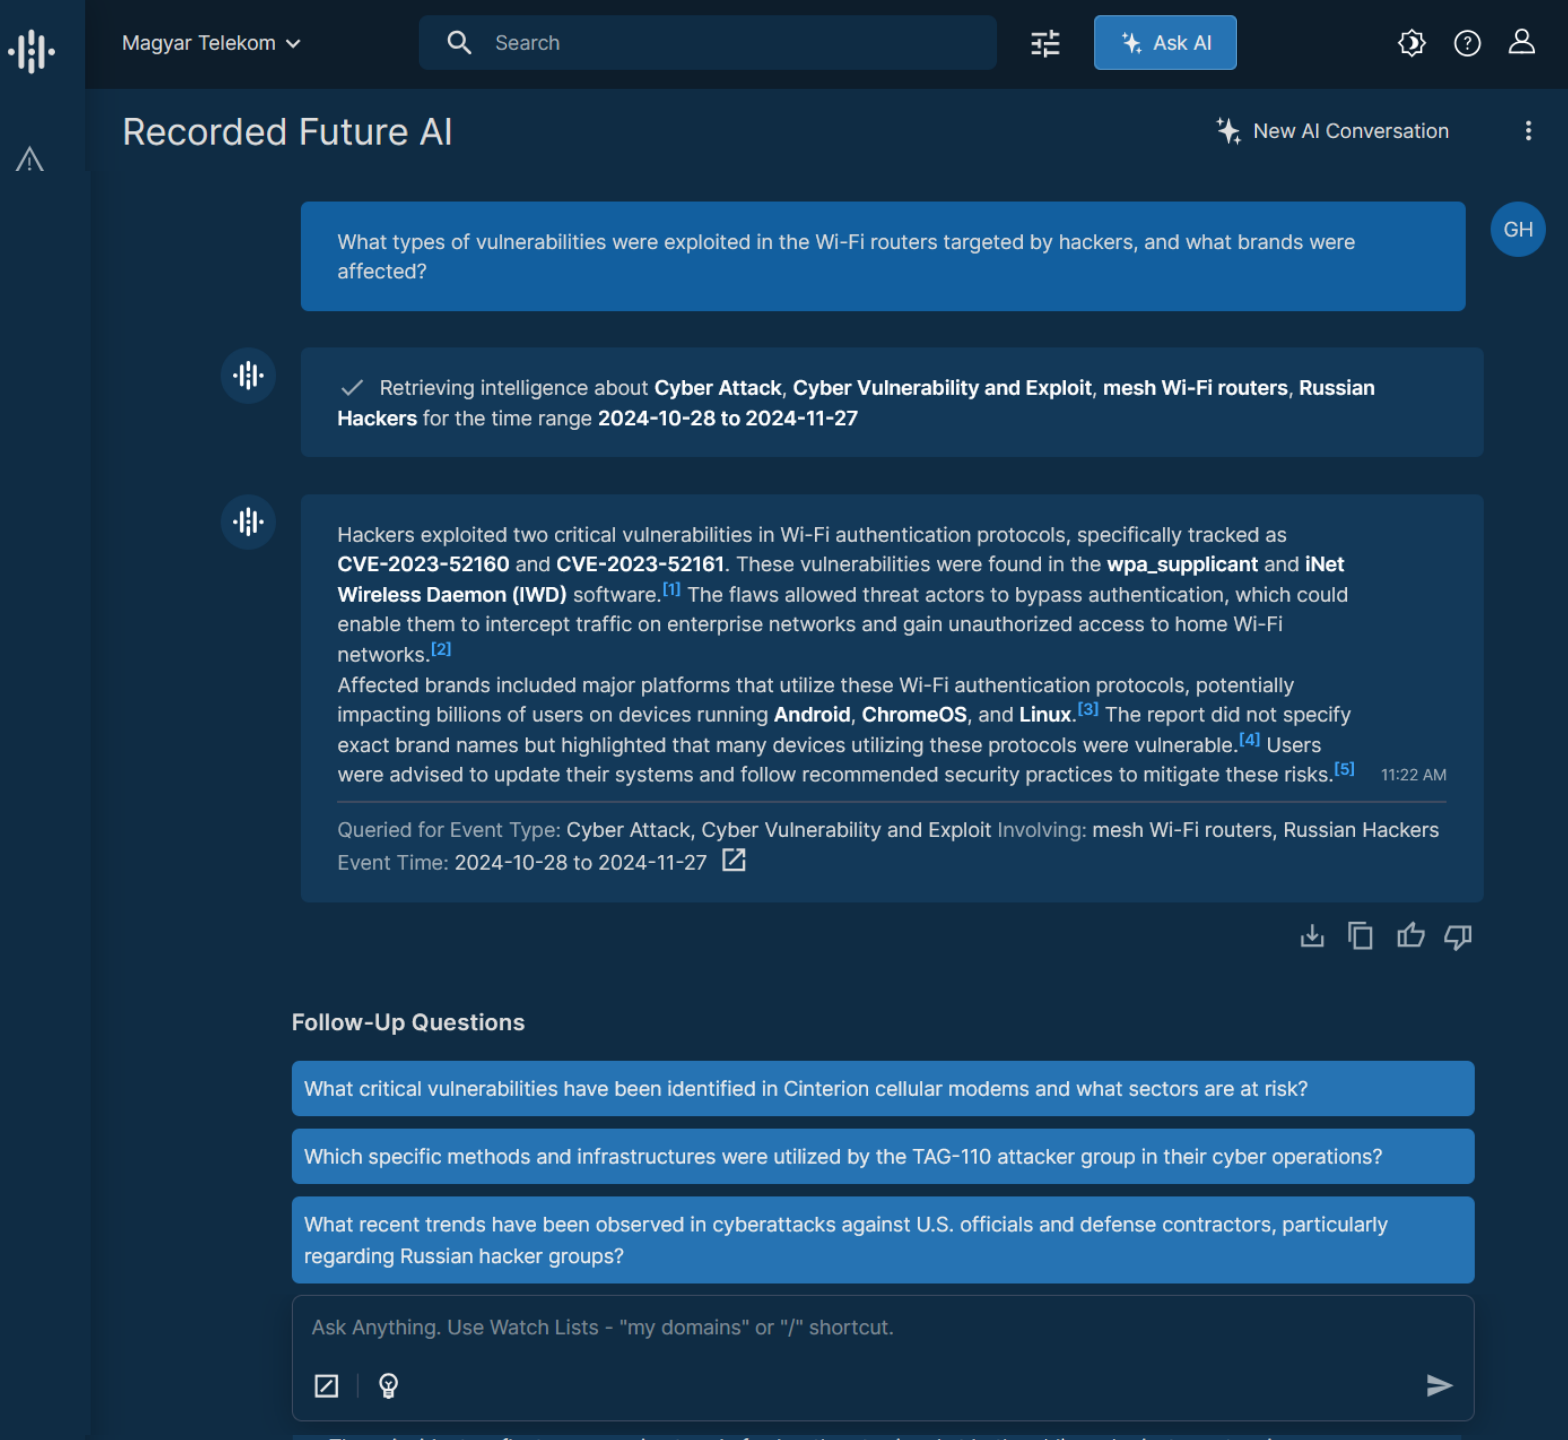 Magyar Telekom
Search
Ask AI
Recorded Future AI
New AI Conversation
What types of vulnerabilities were exploited in the Wi-Fi routers targeted by hackers, and what brands were
affected?
GH
Retrieving intelligence about Cyber Attack, Cyber Vulnerability and Exploit, mesh Wi-Fi routers, Russian
Hackers for the time range 2024-10-28 to 2024-11-27
Hackers exploited two critical vulnerabilities in Wi-Fi authentication protocols, specifically tracked as
CVE-2023-52160 and CVE-2023-52161. These vulnerabilities were found in the wpa_supplicant and iNet
Wireless Daemon (IWD) software.[1] The flaws allowed threat actors to bypass authentication, which could
enable them to intercept traffic on enterprise networks and gain unauthorized access to home Wi-Fi
networks.[2]
Affected brands included major platforms that utilize these Wi-Fi authentication protocols, potentially
impacting billions of users on devices running Android, ChromeOS, and Linux.[3] The report did not specify
exact brand names but highlighted that many devices utilizing these protocols were vulnerable.[4] Users
were advised to update their systems and follow recommended security practices to mitigate these risks.[5] 11:22 AM
Queried for Event Type: Cyber Attack, Cyber Vulnerability and Exploit Involving: mesh Wi-Fi routers, Russian Hackers
Event Time: 2024-10-28 to 2024-11-27
Follow-Up Questions
What critical vulnerabilities have been identified in Cinterion cellular modems and what sectors are at risk?
Which specific methods and infrastructures were utilized by the TAG-110 attacker group in their cyber operations?
What recent trends have been observed in cyberattacks against U.S. officials and defense contractors, particularly
regarding Russian hacker groups?
Ask Anything. Use Watch Lists - "my domains" or "/" shortcut.